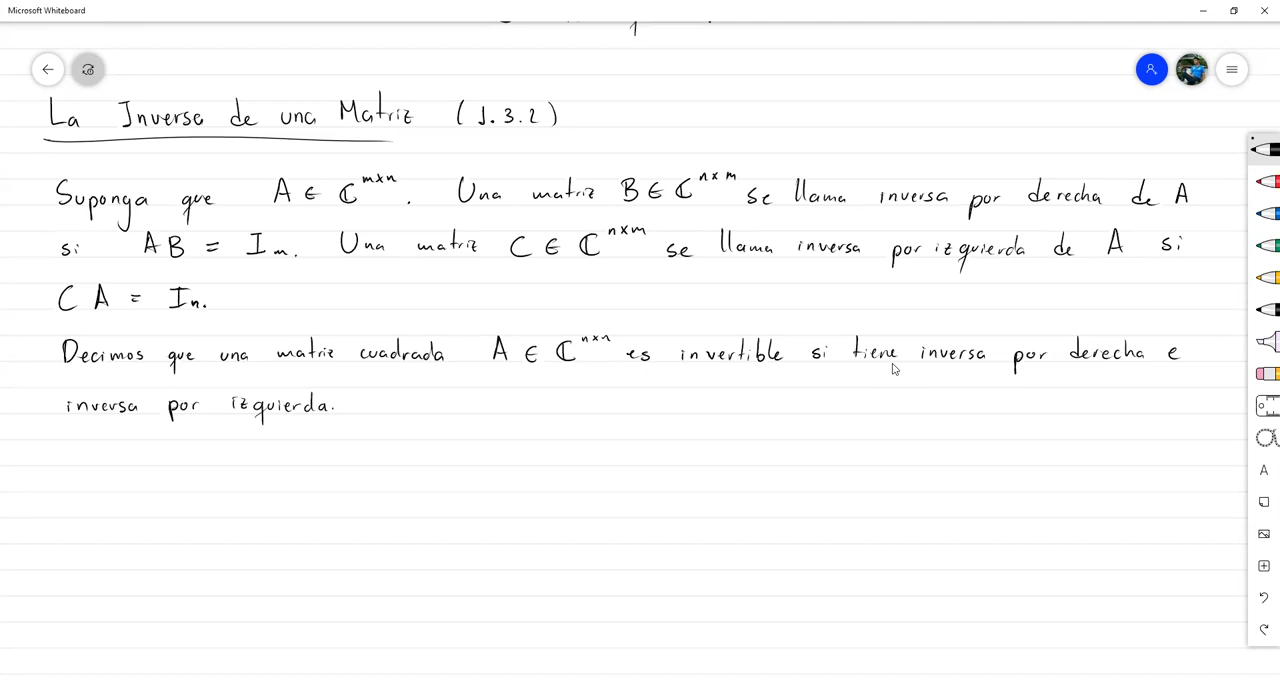 Microsoft Whiteboard
La Inversa de una Matriz (1.3.2)
Suponga que A ∈ ℂ^{m×n}. Una matriz B ∈ ℂ^{n×m} se llama inversa por derecha de A
si AB = I_m. Una matriz C ∈ ℂ^{n×m} se llama inversa por izquierda de A si
CA = I_n.
Decimos que una matriz cuadrada A ∈ ℂ^{n×n} es invertible si tiene inversa por derecha e
inversa por izquierda.
A